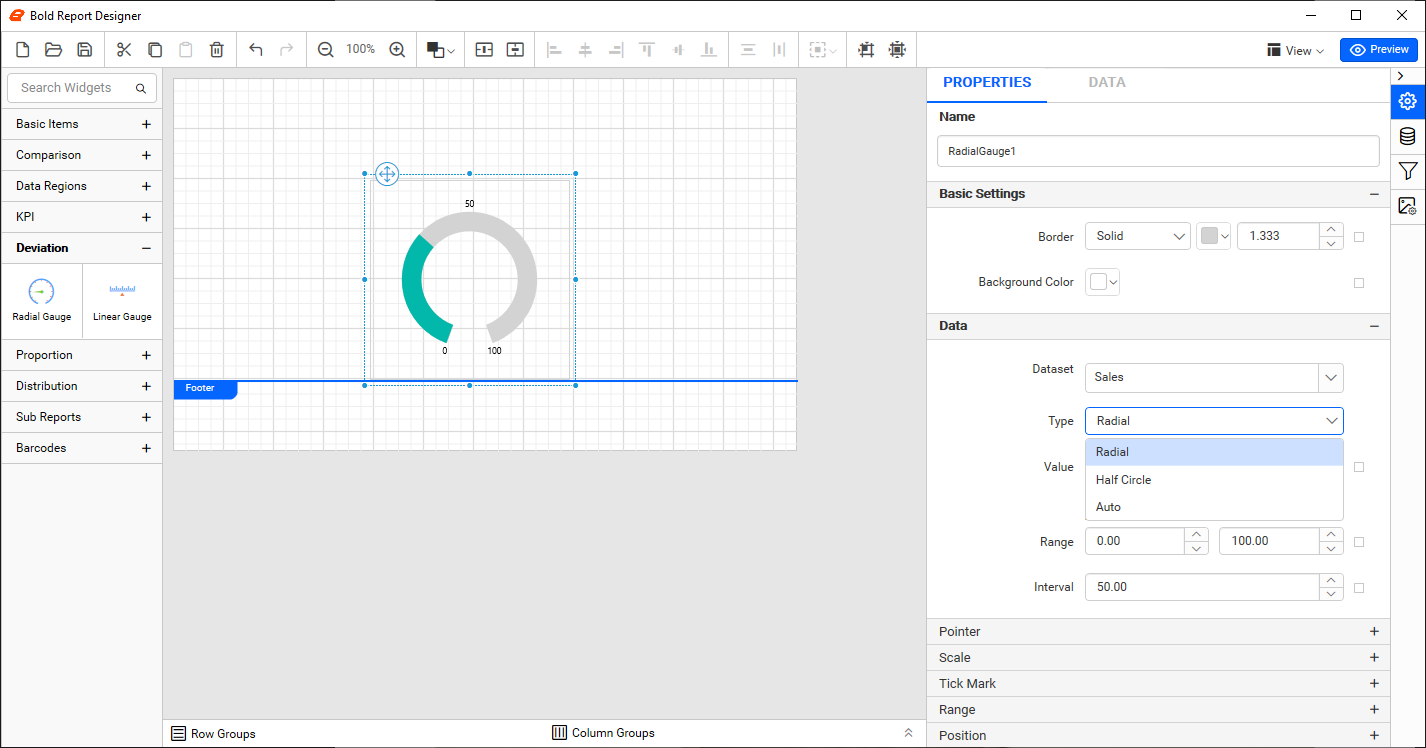 Bold Report Designer
100%
View
Preview
Search Widgets
Basic Items
Comparison
Data Regions
KPI
Deviation
Radial Gauge
Linear Gauge
Proportion
Distribution
Sub Reports
Barcodes
50
0
100
Footer
Row Groups
Column Groups
PROPERTIES
DATA
Name
RadialGauge1
Basic Settings
Border
Solid
1.333
Background Color
Data
Dataset
Sales
Type
Radial
Radial
Value
Half Circle
Auto
Range
0.00
100.00
Interval
50.00
Pointer
Scale
Tick Mark
Range
Position